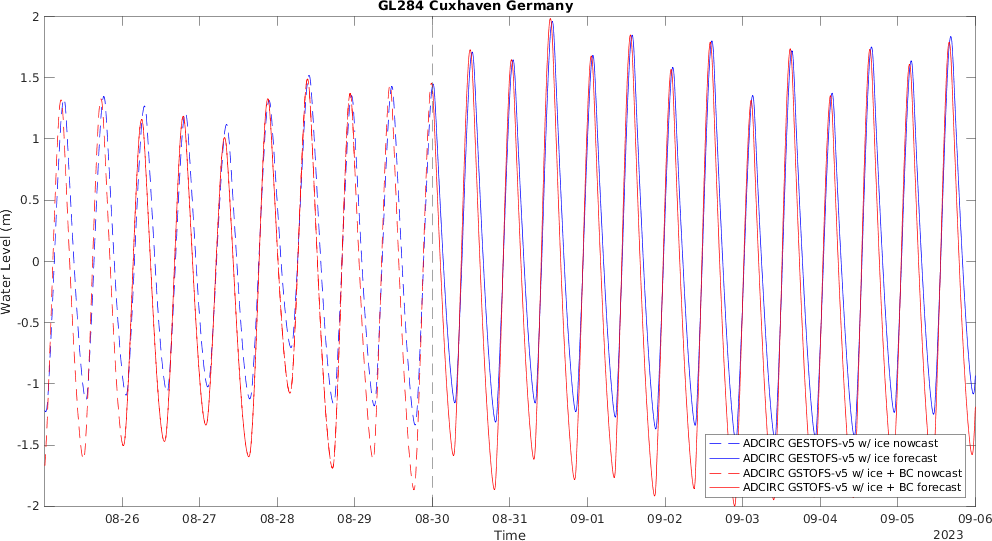 GL284 Cuxhaven Germany
2
1.5
1
0.5
0
-0.5
-1
-1.5
-2
Water Level (m)
ADCIRC GESTOFS-v5 w/ ice nowcast
ADCIRC GESTOFS-v5 w/ ice forecast
ADCIRC GSTOFS-v5 w/ ice + BC nowcast
ADCIRC GSTOFS-v5 w/ ice + BC forecast
08-26 08-27 08-28 08-29 08-30 08-31 09-01 09-02 09-03 09-04 09-05 09-06
Time
2023